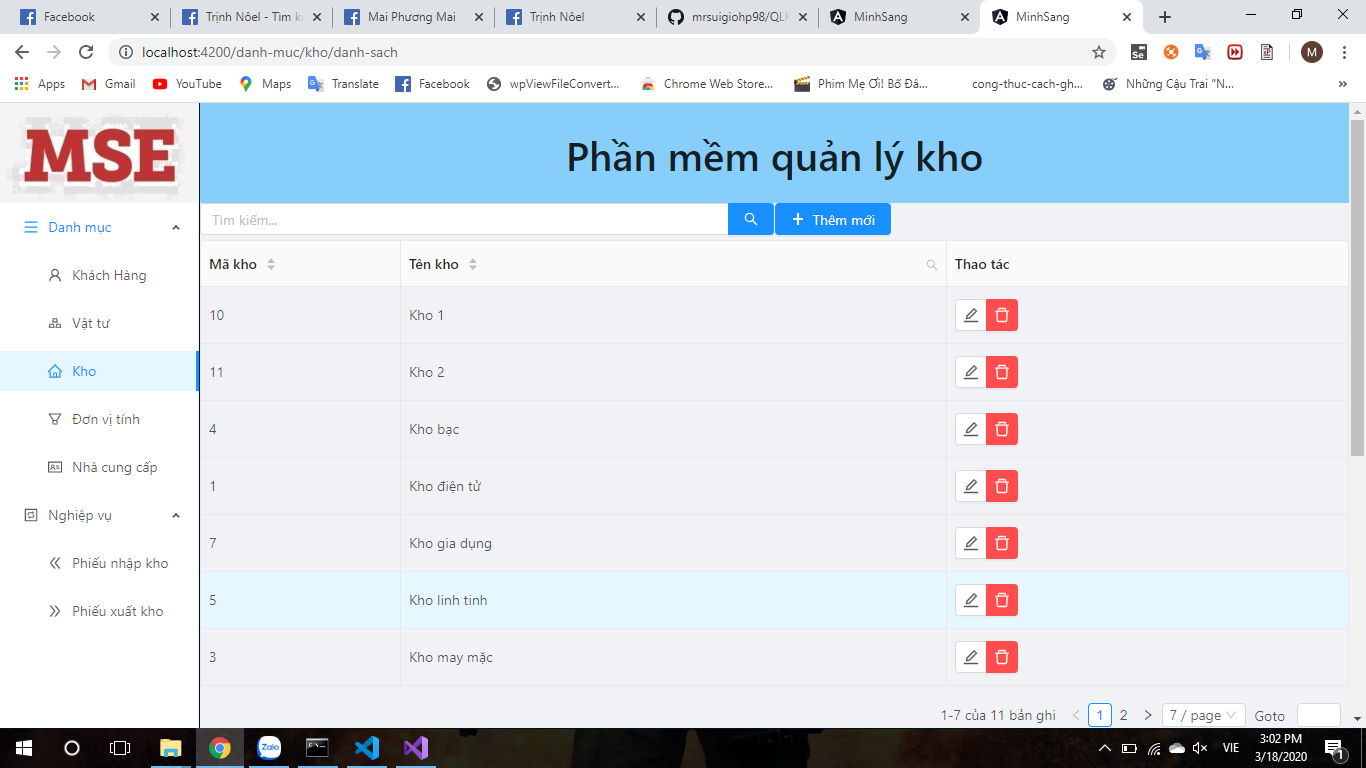 Facebook
Trịnh Nôel - Tìm ki
Mai Phương Mai
Trịnh Nôel
mrsuigiohp98/QLK
MinhSang
MinhSang
localhost:4200/danh-muc/kho/danh-sach
M
Apps
Gmail
YouTube
Maps
Translate
Facebook
wpViewFileConvert...
Chrome Web Store...
Phim Mẹ Ơi! Bố Đâ...
cong-thuc-cach-gh...
Những Cậu Trai "N...
MSE
Phần mềm quản lý kho
Danh mục
Khách Hàng
Vật tư
Kho
Đơn vị tính
Nhà cung cấp
Nghiệp vụ
Phiếu nhập kho
Phiếu xuất kho
Tìm kiếm...
Thêm mới
Mã kho Tên kho Thao tác
10 Kho 1
11 Kho 2
4 Kho bạc
1 Kho điện tử
7 Kho gia dụng
5 Kho linh tinh
3 Kho may mặc
1-7 của 11 bản ghi 1 2 7 / page Goto
Zalo
VIE
3:02 PM
3/18/2020
1